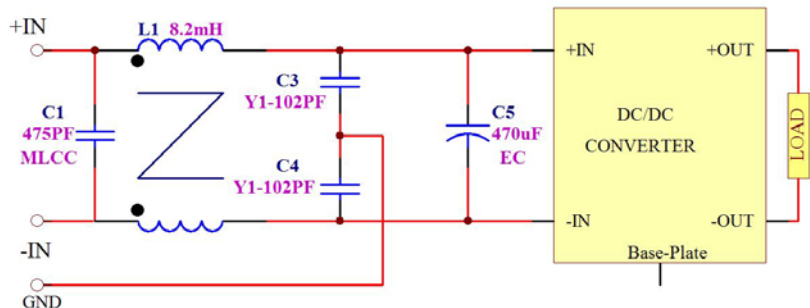 +IN
L1 8.2mH
C1
475PF
MLCC
C3
Y1-102PF
C4
Y1-102PF
C5
470uF
EC
-IN
GND
+IN
+OUT
DC/DC
CONVERTER
-IN
-OUT
Base-Plate
LOAD